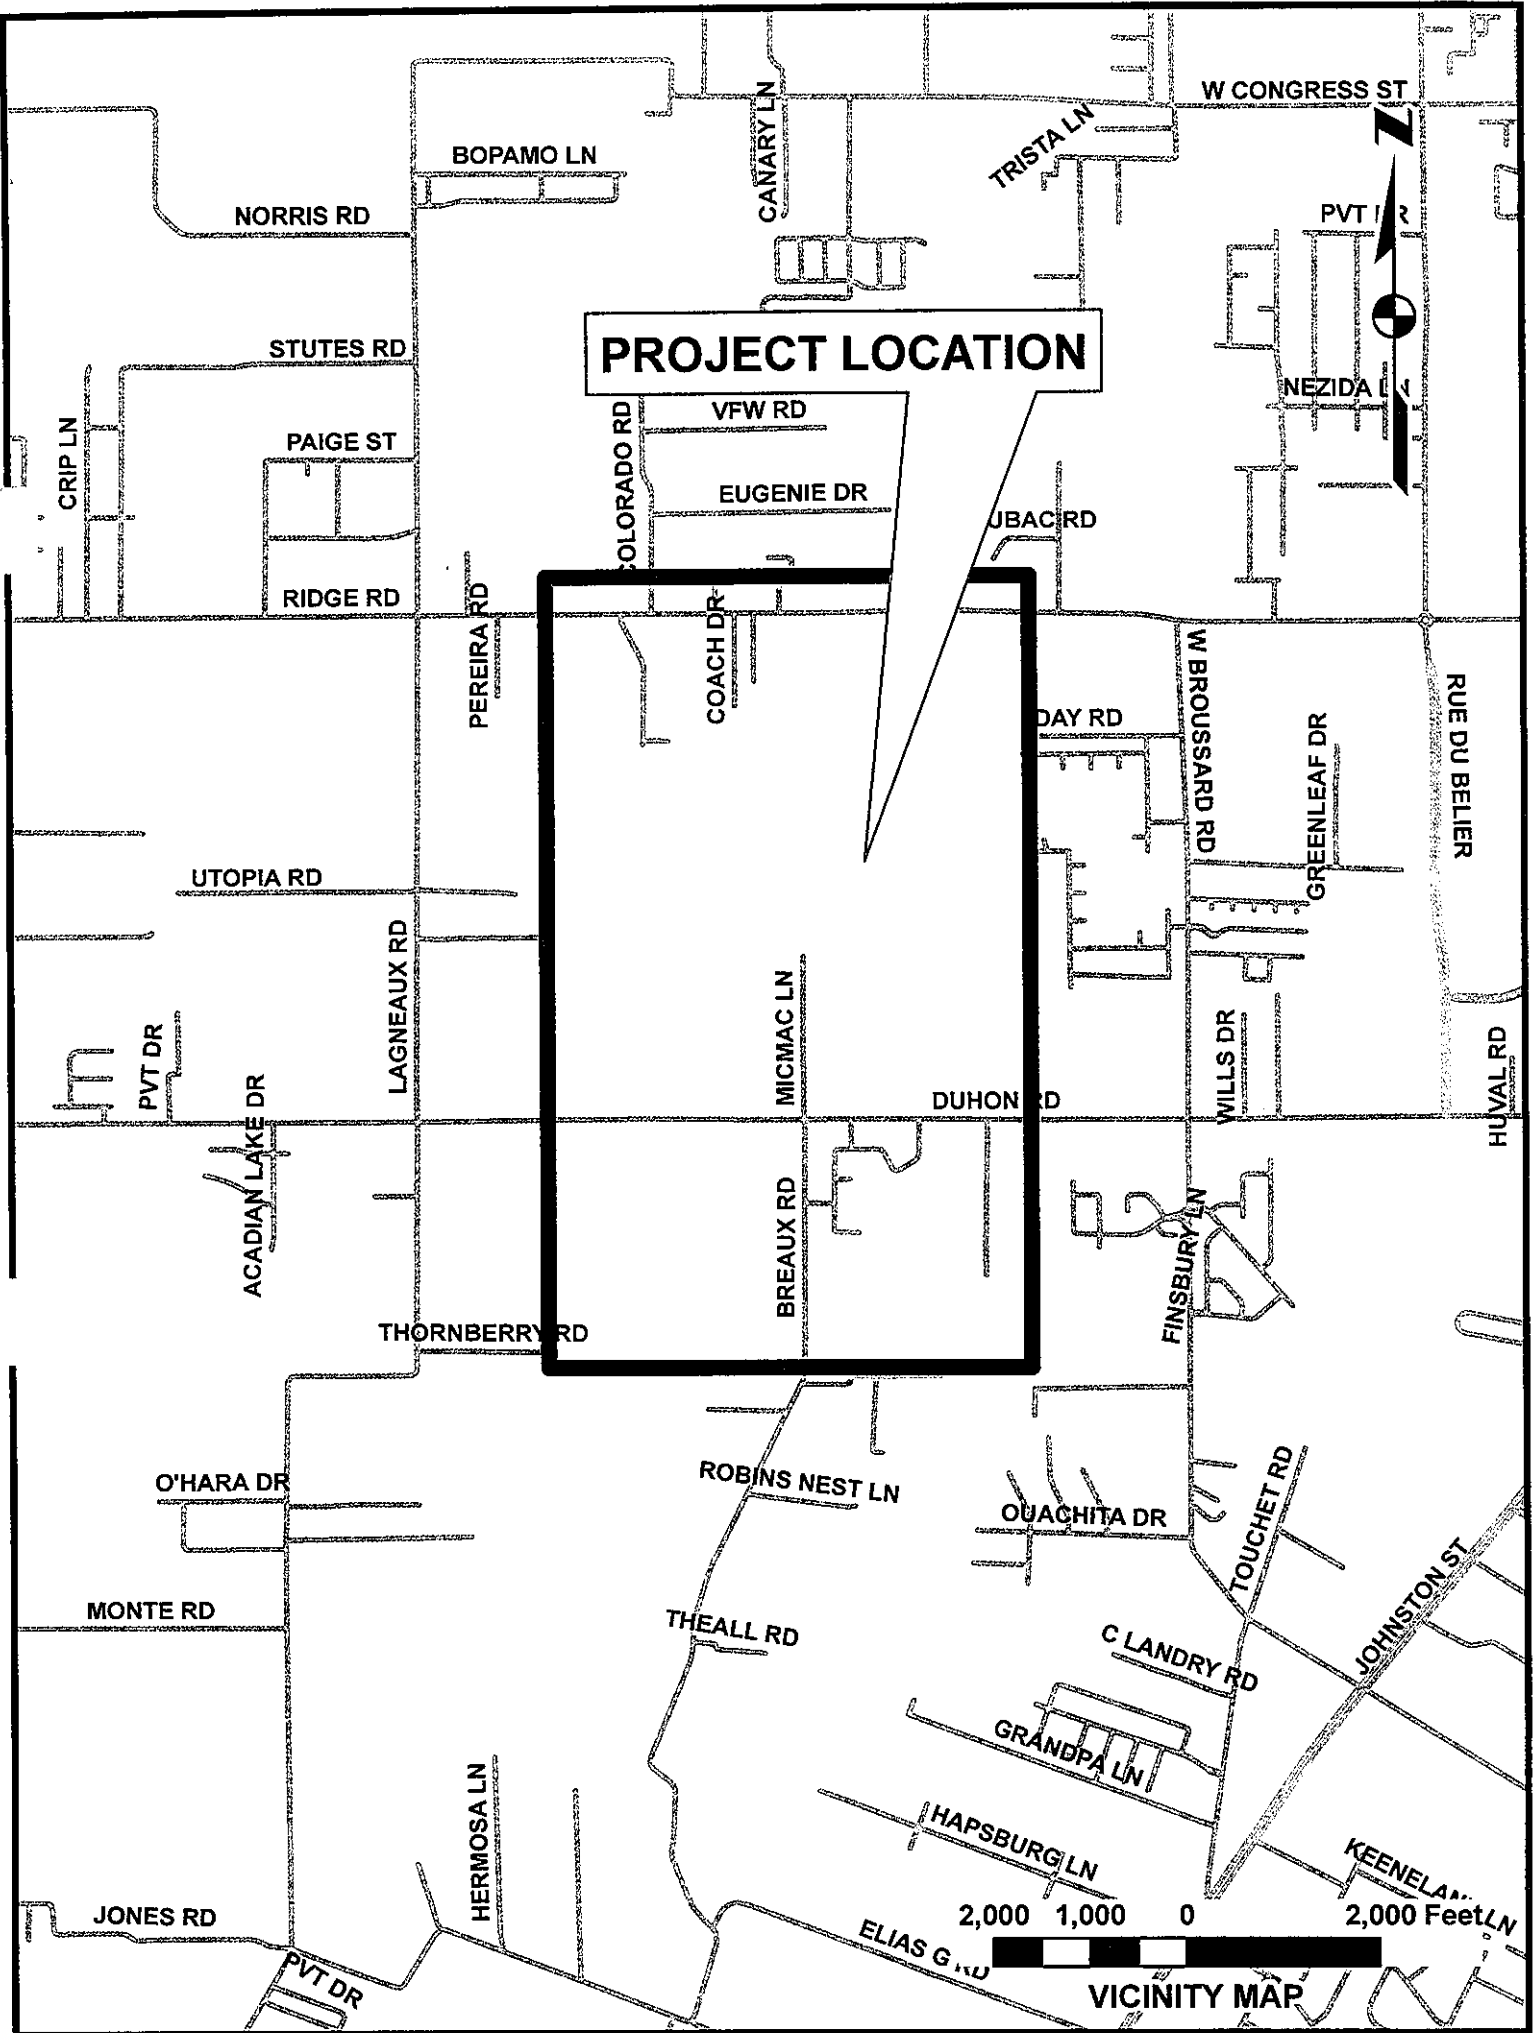 W CONGRESS ST
CANARY LN
TRISTA LN
BOPAMO LN
N
NORRIS RD
PVT
PROJECT LOCATION
STUTES RD
NEZIDA LN
VFW RD
COLORADO RD
PAIGE ST
CRIP LN
EUGENIE DR
UBAC RD
RIDGE RD
PEREIRA RD
COACH DR
W BROUSSARD RD
RUE DU BELIER
DAY RD
GREENLEAF DR
UTOPIA RD
LAGNEAUX RD
MICMAC LN
PVT DR
WILLS DR
HUVAL RD
DUHON RD
ACADIAN LAKE DR
BREAUX RD
FINSBURY LN
THORNBERRY RD
O'HARA DR
ROBINS NEST LN
TOUCHET RD
OUACHITA DR
JOHNSTON ST
MONTE RD
THEALL RD
C LANDRY RD
GRANDPA LN
HERMOSA LN
HAPSBURG LN
KEENELAN LN
JONES RD
ELIAS G RD
PVT DR
2,000 1,000 0 2,000 Feet
VICINITY MAP